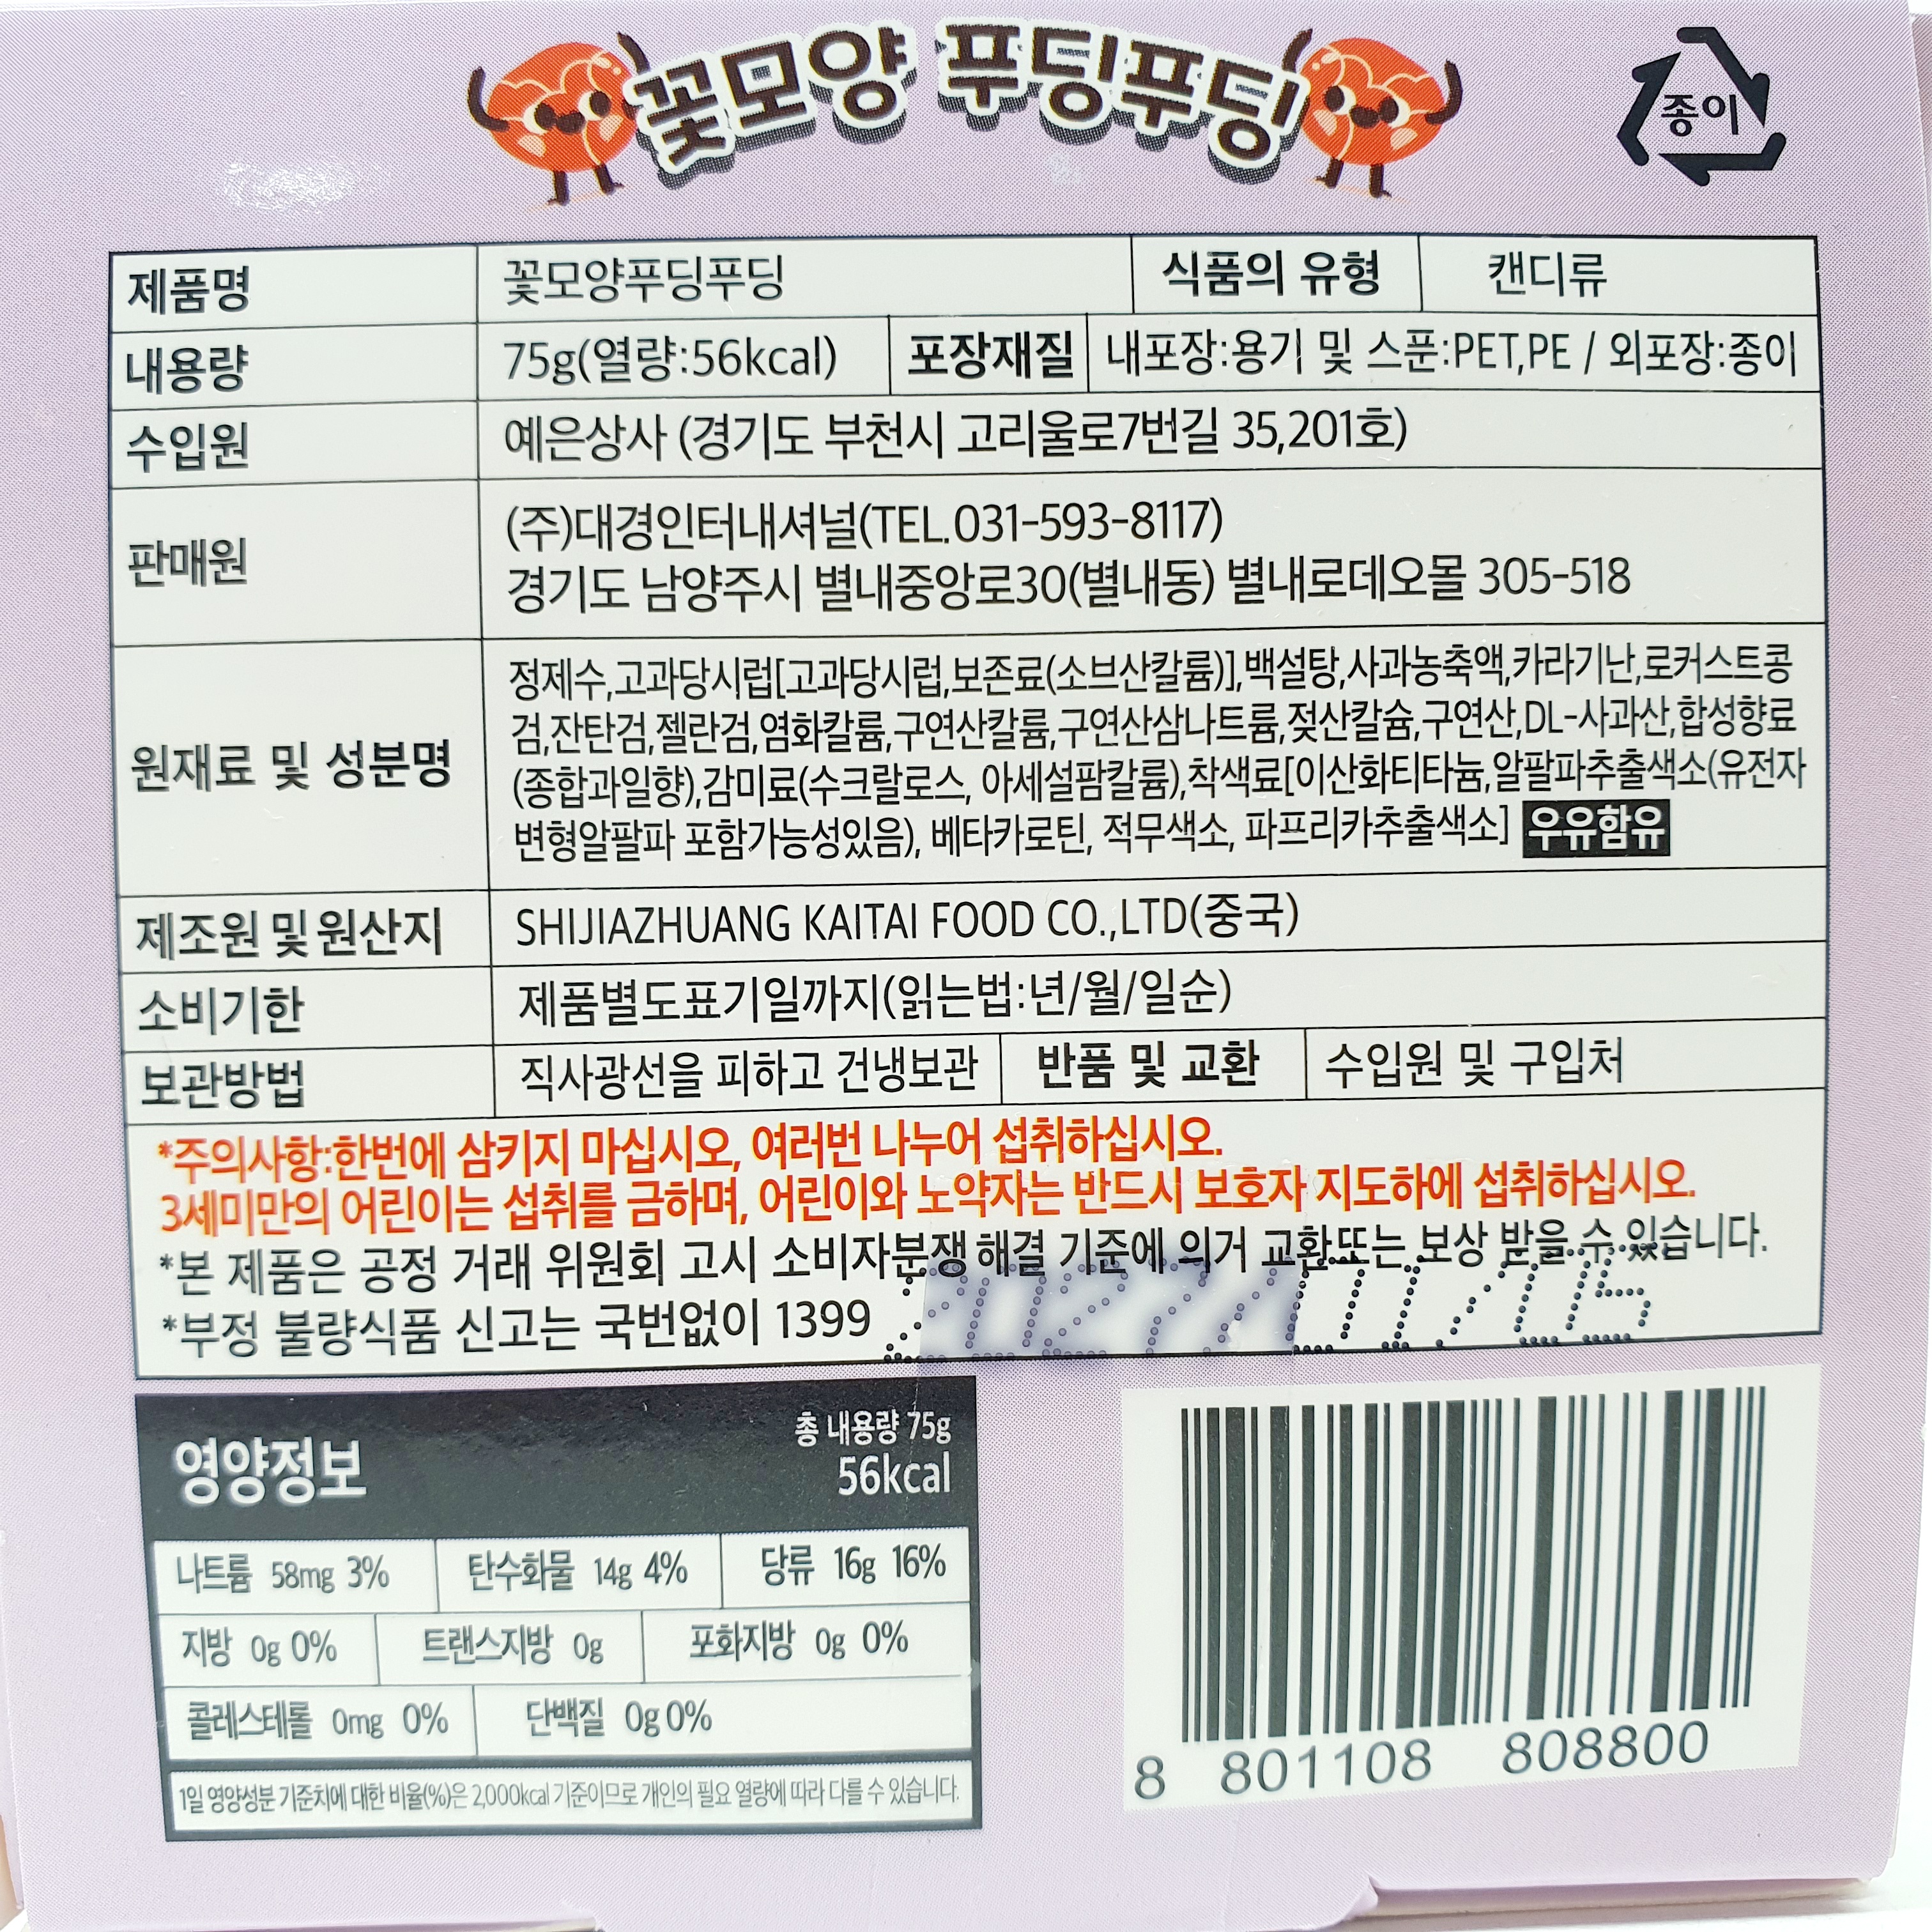 꽃모양 푸딩푸딩
종이
제품명 꽃모양푸딩푸딩 식품의 유형 캔디류
내용량 75g(열량:56kcal) 포장재질 내포장:용기 및 스푼:PET,PE / 외포장:종이
수입원 예은상사 (경기도 부천시 고리울로7번길 35,201호)
판매원 (주)대경인터내셔널(TEL.031-593-8117)
경기도 남양주시 별내중앙로30(별내동) 별내로데오몰 305-518
원재료 및 성분명 정제수,고과당시럽[고과당시럽,보존료(소브산칼륨)],백설탕,사과농축액,카라기난,로커스트콩
검,잔탄검,젤란검,염화칼륨,구연산칼륨,구연산삼나트륨,젖산칼슘,구연산,DL-사과산,합성향료
(종합과일향),감미료(수크랄로스, 아세설팜칼륨),착색료[이산화티타늄,알팔파추출색소(유전자
변형알팔파 포함가능성있음), 베타카로틴, 적무색소, 파프리카추출색소] 우유함유
제조원 및 원산지 SHIJIAZHUANG KAITAI FOOD CO.,LTD(중국)
소비기한 제품별도표기일까지(읽는법:년/월/일순)
보관방법 직사광선을 피하고 건냉보관 반품 및 교환 수입원 및 구입처
*주의사항:한번에 삼키지 마십시오, 여러번 나누어 섭취하십시오.
3세미만의 어린이는 섭취를 금하며, 어린이와 노약자는 반드시 보호자 지도하에 섭취하십시오.
*본 제품은 공정 거래 위원회 고시 소비자분쟁 해결 기준에 의거 교환또는 보상 받을 수 있습니다.
*부정 불량식품 신고는 국번없이 1399
영양정보 총 내용량 75g
56kcal
나트륨 58mg 3% 탄수화물 14g 4% 당류 16g 16%
지방 0g 0% 트랜스지방 0g 포화지방 0g 0%
콜레스테롤 0mg 0% 단백질 0g 0%
1일 영양성분 기준치에 대한 비율(%)은 2,000kcal 기준이므로 개인의 필요 열량에 따라 다를 수 있습니다.
8 801108 808800